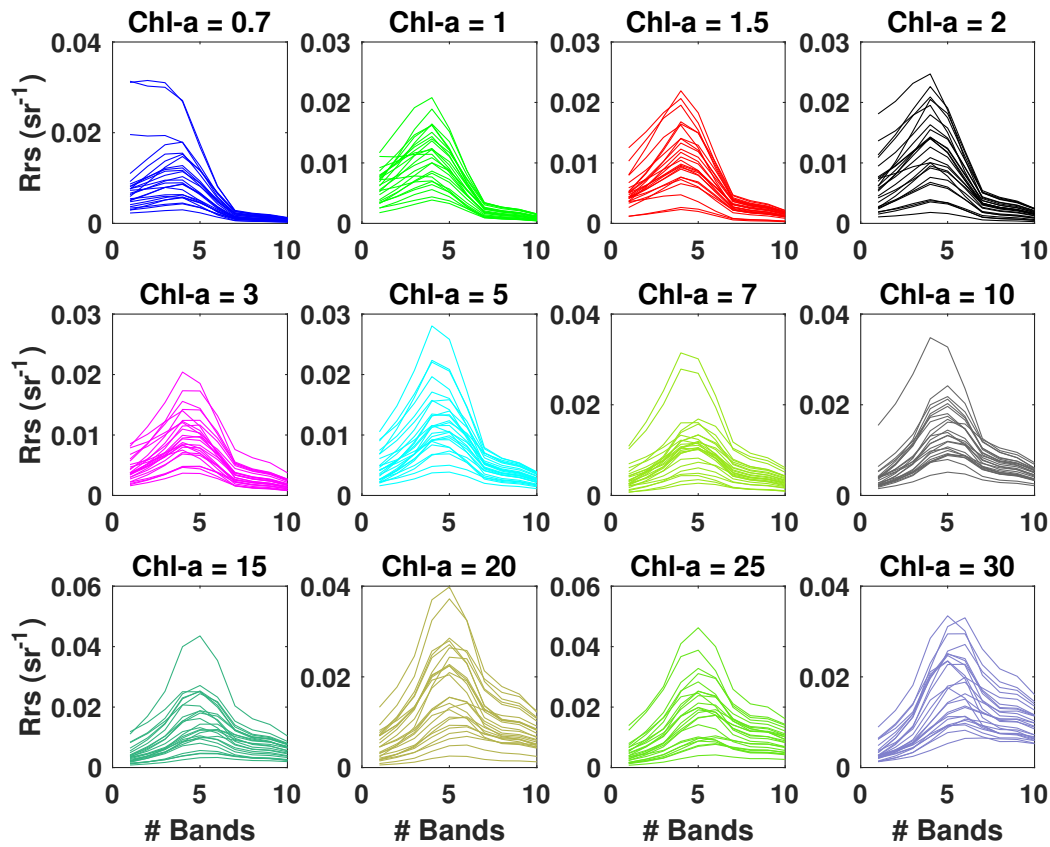 Chl-a = 0.7 Chl-a = 1 Chl-a = 1.5 Chl-a = 2
0.04 0.03 0.03 0.03
0.02 0.02 0.02
0.02
0.01 0.01 0.01
0 0 0 0
0 5 10 0 5 10 0 5 10 0 5 10
Rrs (sr⁻¹)
Chl-a = 3 Chl-a = 5 Chl-a = 7 Chl-a = 10
0.03 0.03 0.04 0.04
0.02 0.02
0.02 0.02
0.01 0.01
0 0 0 0
0 5 10 0 5 10 0 5 10 0 5 10
Rrs (sr⁻¹)
Chl-a = 15 Chl-a = 20 Chl-a = 25 Chl-a = 30
0.06 0.04 0.06 0.04
0.04 0.04
0.02 0.02
0.02 0.02
0 0 0 0
0 5 10 0 5 10 0 5 10 0 5 10
Rrs (sr⁻¹)
# Bands # Bands # Bands # Bands